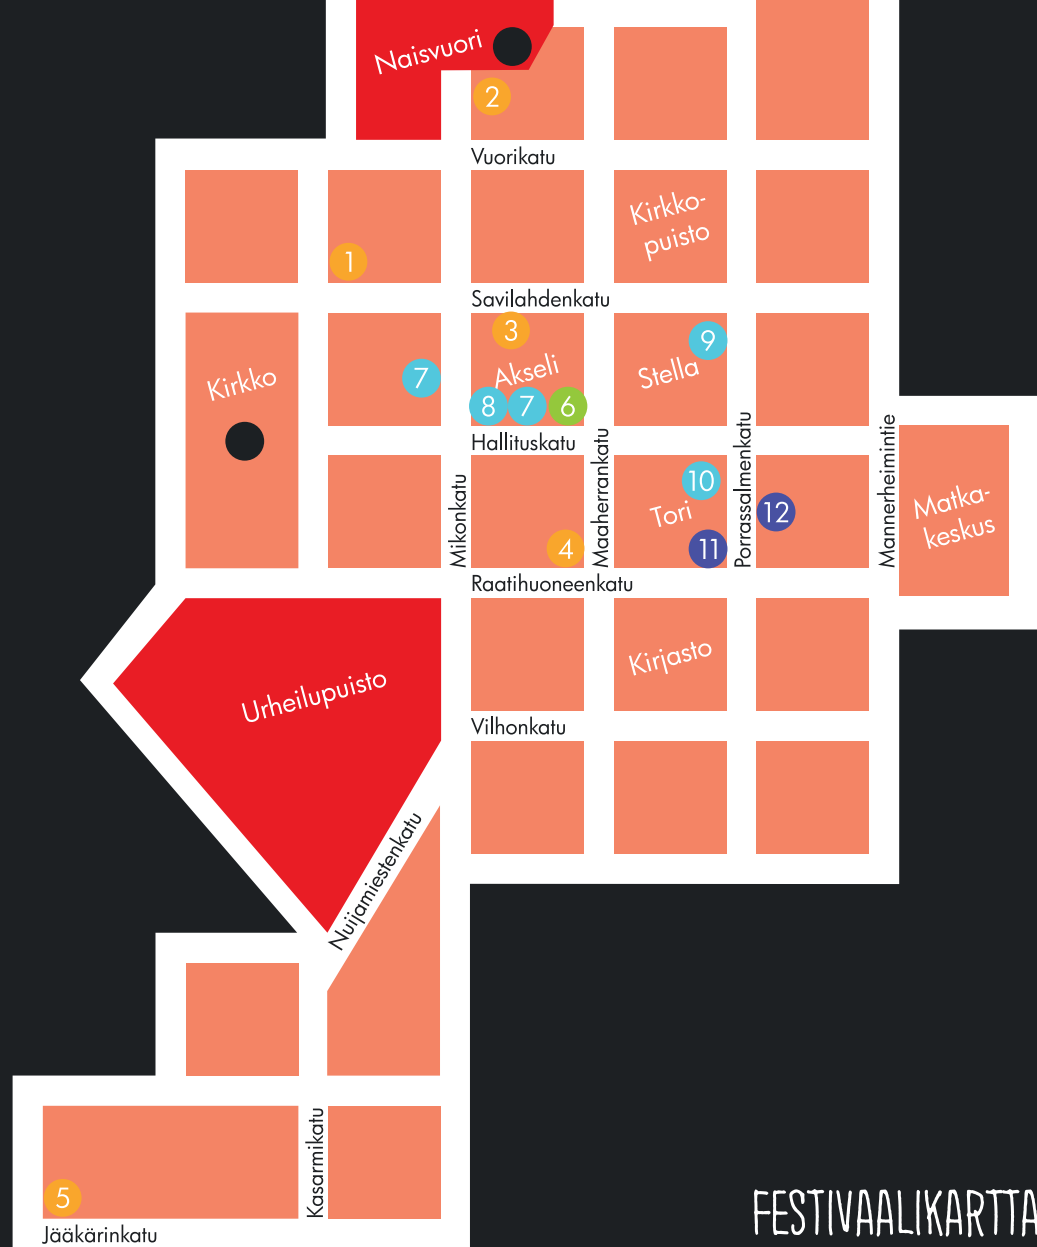 Naisvuori
2
Vuorikatu
Kirkko-
puisto
1
Savilahdenkatu
3
9
Kirkko
7
Akseli
Stella
8 7 6
Hallituskatu
Mikonkatu
Maaherrankatu
Porrassalmenkatu
Mannerheimintie
10
Tori
12
Matka-
keskus
4
11
Raatihuoneenkatu
Kirjasto
Urheilupuisto
Vilhonkatu
Nuijamiestenkatu
Kasarmikatu
5
Jääkärinkatu
FESTIVAALIKARTTA